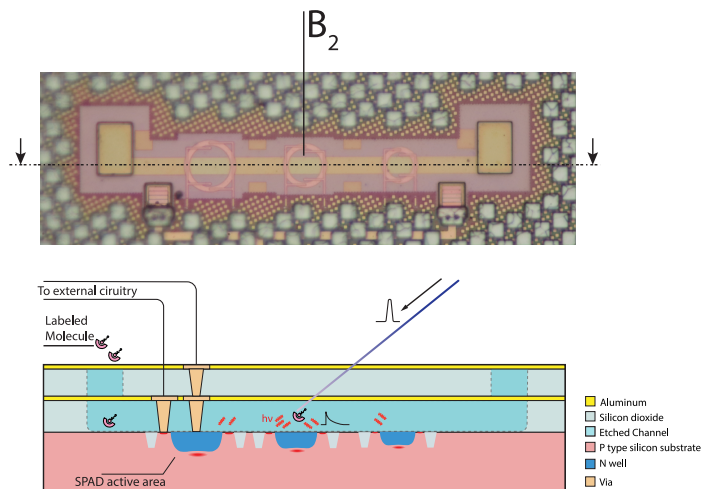 B2
To external ciruitry
Labeled
Molecule
hν
SPAD active area
Aluminum
Silicon dioxide
Etched Channel
P type silicon substrate
N well
Via